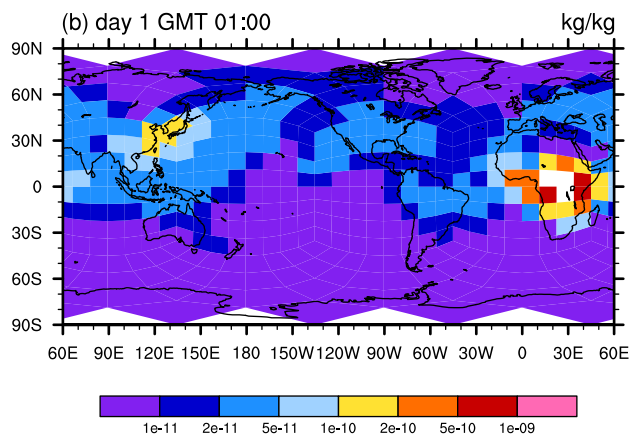 (b) day 1 GMT 01:00 kg/kg
90N
60N
30N
0
30S
60S
90S
60E 90E 120E 150E 180 150W 120W 90W 60W 30W 0 30E 60E
1e-11 2e-11 5e-11 1e-10 2e-10 5e-10 1e-09